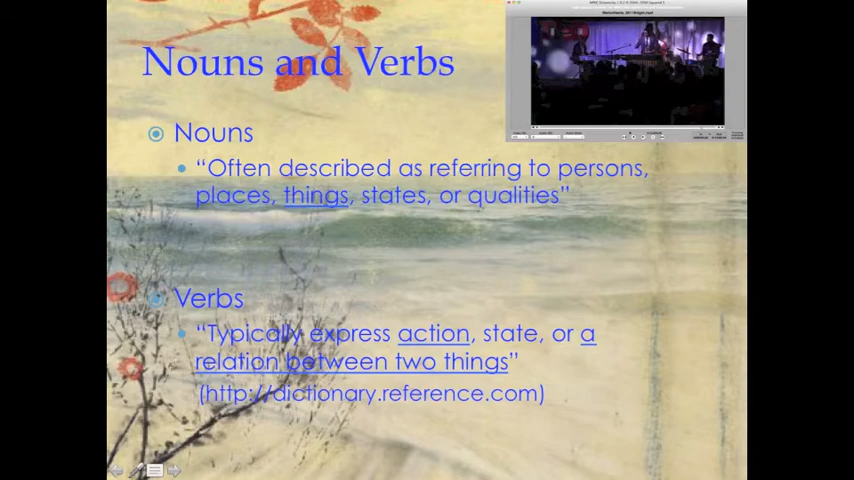 Nouns and Verbs
Nouns
“Often described as referring to persons,
places, things, states, or qualities”
Verbs
“Typically express action, state, or a
relation between two things”
(http://dictionary.reference.com)